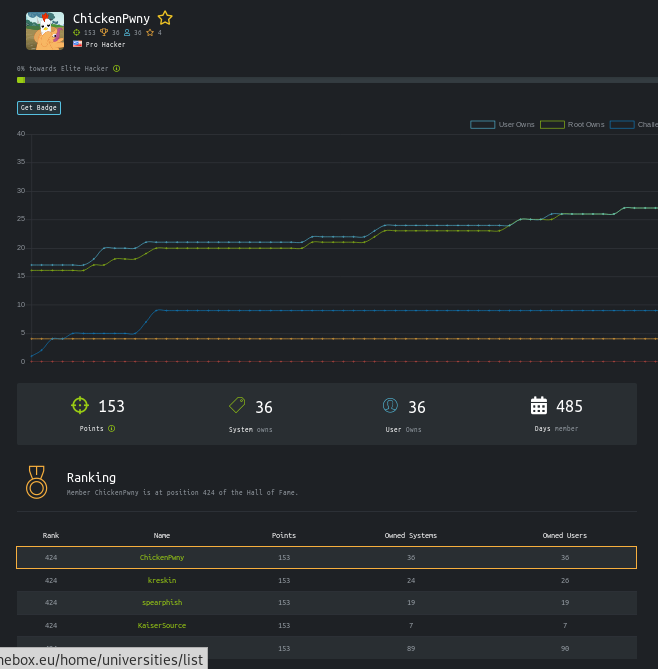 ChickenPwny
153 36 36 4
Pro Hacker
0% towards Elite Hacker
Get Badge
User Owns Root Owns Challe
40
35
30
25
20
15
10
5
0
153 36 36 485
Points System owns User Owns Days member
Ranking
Member ChickenPwny is at position 424 of the Hall of Fame.
Rank Name Points Owned Systems Owned Users
424 ChickenPwny 153 36 36
424 kreskin 153 24 26
424 spearphish 153 19 19
424 KaiserSource 153 7 7
153 89 90
nebox.eu/home/universities/list